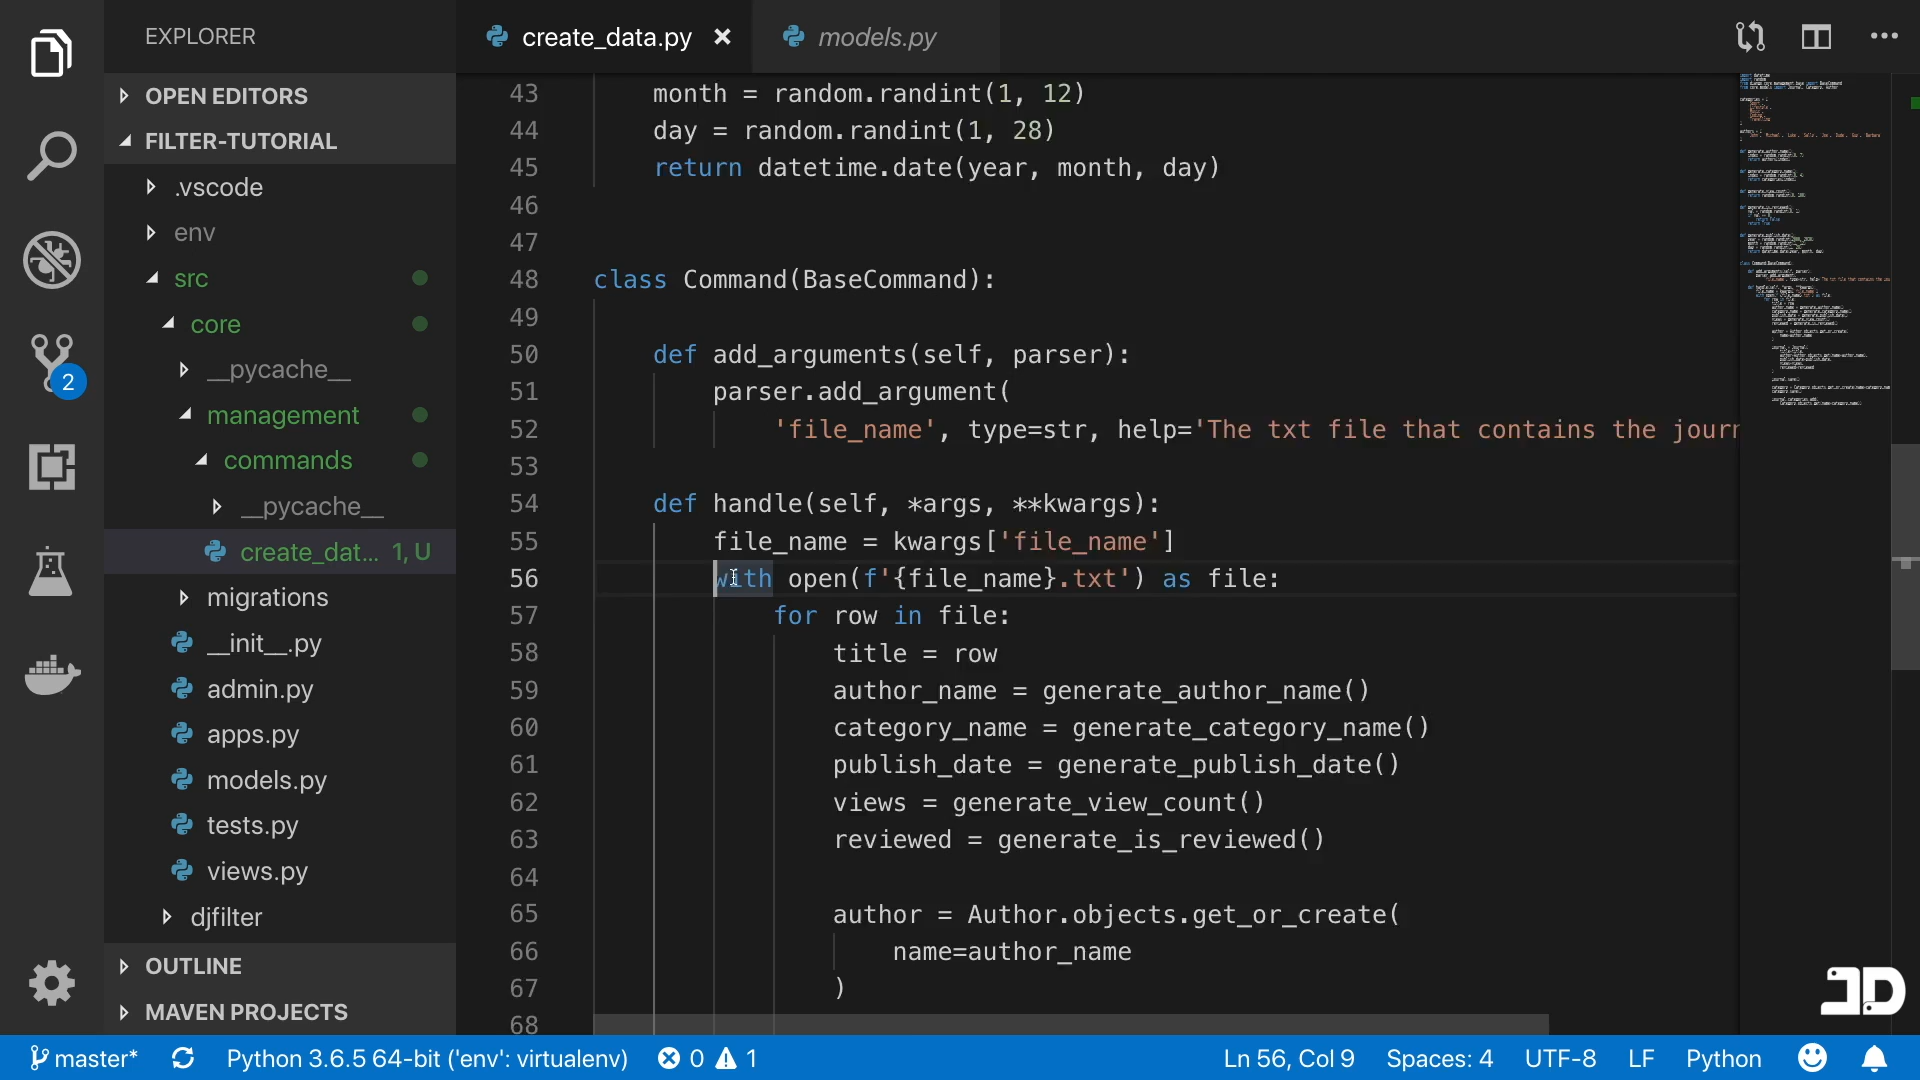 EXPLORER
OPEN EDITORS
FILTER-TUTORIAL
.vscode
env
src
core
__pycache__
management
commands
__pycache__
create_dat... 1, U
migrations
__init__.py
admin.py
apps.py
models.py
tests.py
views.py
djfilter
OUTLINE
MAVEN PROJECTS
2
create_data.py
models.py
43 month = random.randint(1, 12)
44 day = random.randint(1, 28)
45 return datetime.date(year, month, day)
46
47
48 class Command(BaseCommand):
49
50 def add_arguments(self, parser):
51 parser.add_argument(
52 'file_name', type=str, help='The txt file that contains the jour
53
54 def handle(self, *args, **kwargs):
55 file_name = kwargs['file_name']
56 with open(f'{file_name}.txt') as file:
57 for row in file:
58 title = row
59 author_name = generate_author_name()
60 category_name = generate_category_name()
61 publish_date = generate_publish_date()
62 views = generate_view_count()
63 reviewed = generate_is_reviewed()
64
65 author = Author.objects.get_or_create(
66 name=author_name
67 )
68
JD
master* Python 3.6.5 64-bit ('env': virtualenv) 0 1 Ln 56, Col 9 Spaces: 4 UTF-8 LF Python